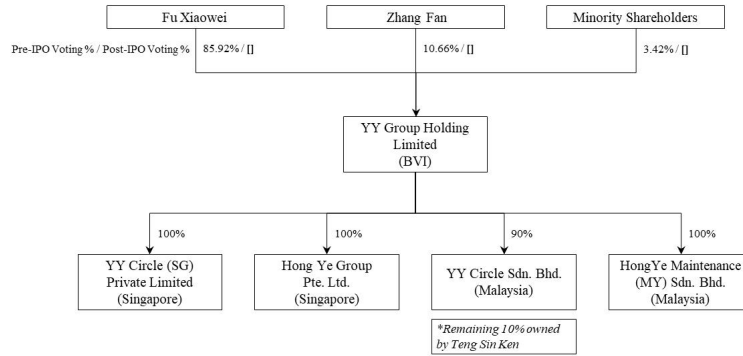 Fu Xiaowei
Zhang Fan
Minority Shareholders
Pre-IPO Voting % / Post-IPO Voting %
85.92% / []
10.66% / []
3.42% / []
YY Group Holding
Limited
(BVI)
100%
100%
90%
100%
YY Circle (SG)
Private Limited
(Singapore)
Hong Ye Group
Pte. Ltd.
(Singapore)
YY Circle Sdn. Bhd.
(Malaysia)
HongYe Maintenance
(MY) Sdn. Bhd.
(Malaysia)
*Remaining 10% owned
by Teng Sin Ken